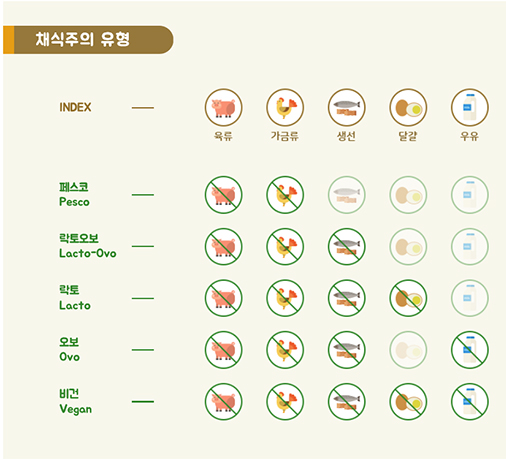 채식주의 유형
INDEX
육류 가금류 생선 달걀 우유
페스코
Pesco
락토오보
Lacto-Ovo
락토
Lacto
오보
Ovo
비건
Vegan